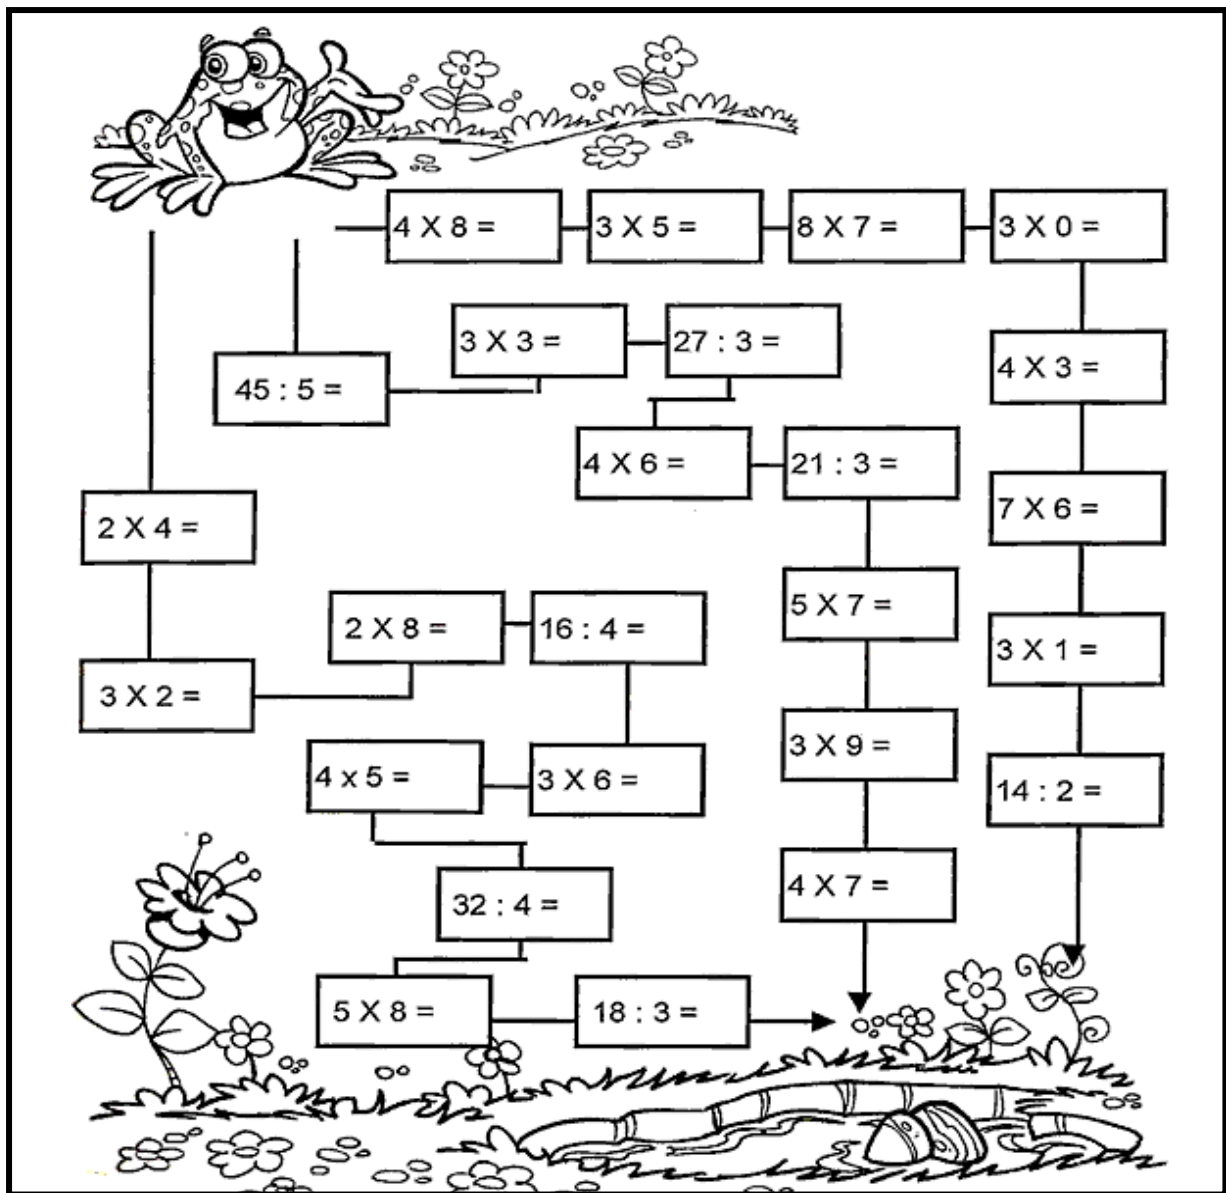 4 X 8 =
3 X 5 =
8 X 7 =
3 X 0 =
3 X 3 =
27 : 3 =
4 X 3 =
45 : 5 =
4 X 6 =
21 : 3 =
7 X 6 =
2 X 4 =
5 X 7 =
2 X 8 =
16 : 4 =
3 X 1 =
3 X 2 =
3 X 9 =
4 x 5 =
3 X 6 =
14 : 2 =
4 X 7 =
32 : 4 =
5 X 8 =
18 : 3 =